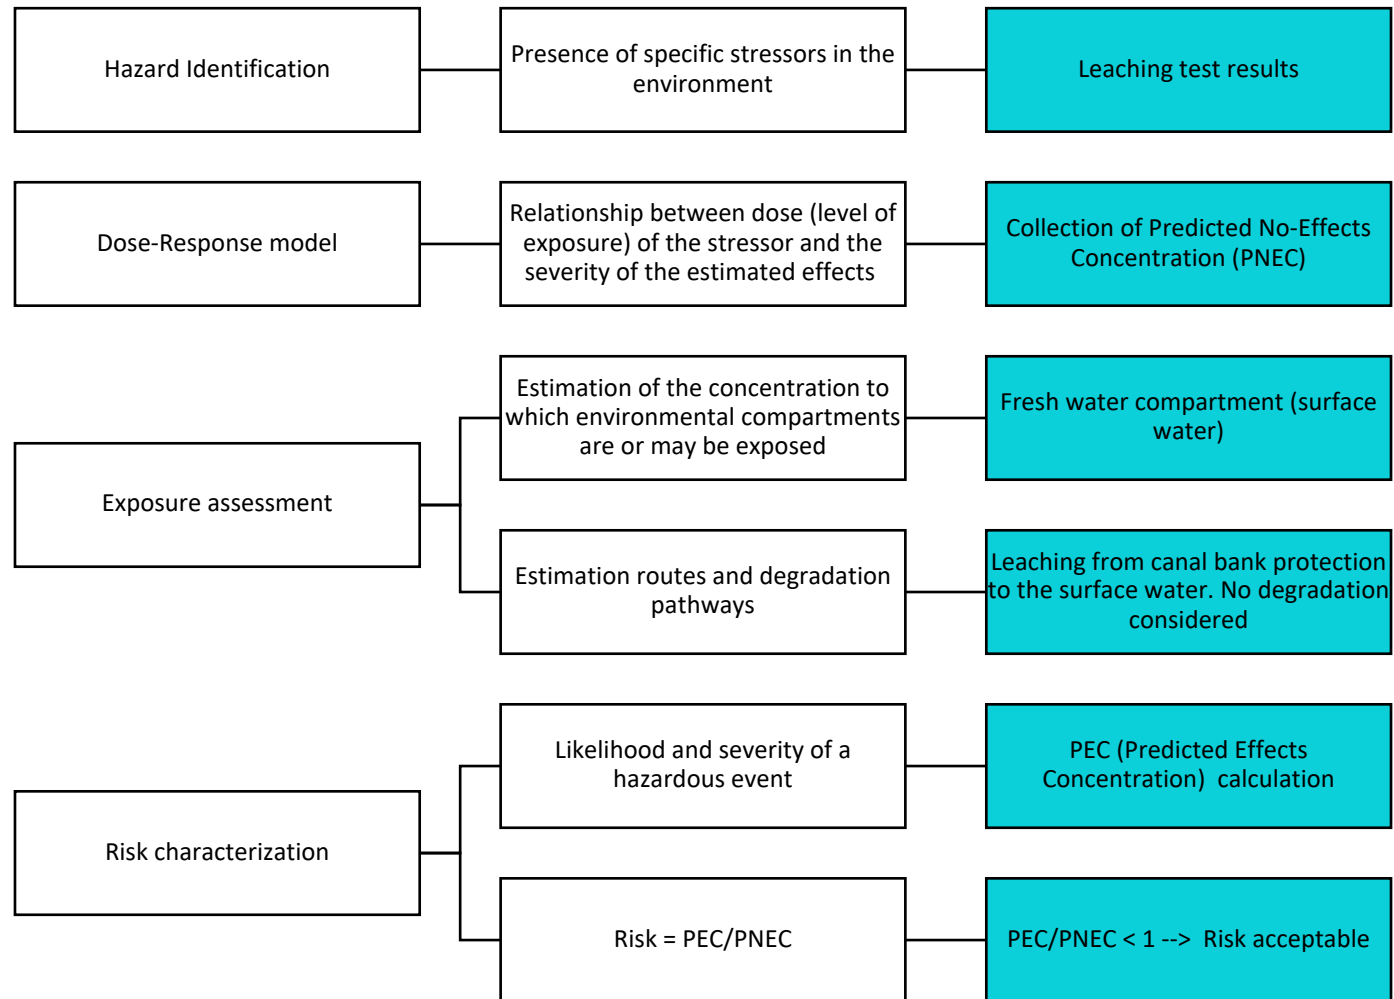 Hazard Identification
Presence of specific stressors in the
environment
Leaching test results
Dose-Response model
Relationship between dose (level of
exposure) of the stressor and the
severity of the estimated effects
Collection of Predicted No-Effects
Concentration (PNEC)
Exposure assessment
Estimation of the concentration to
which environmental compartments
are or may be exposed
Fresh water compartment (surface
water)
Estimation routes and degradation
pathways
Leaching from canal bank protection
to the surface water. No degradation
considered
Risk characterization
Likelihood and severity of a
hazardous event
PEC (Predicted Effects
Concentration)  calculation
Risk = PEC/PNEC
PEC/PNEC < 1 -->  Risk acceptable